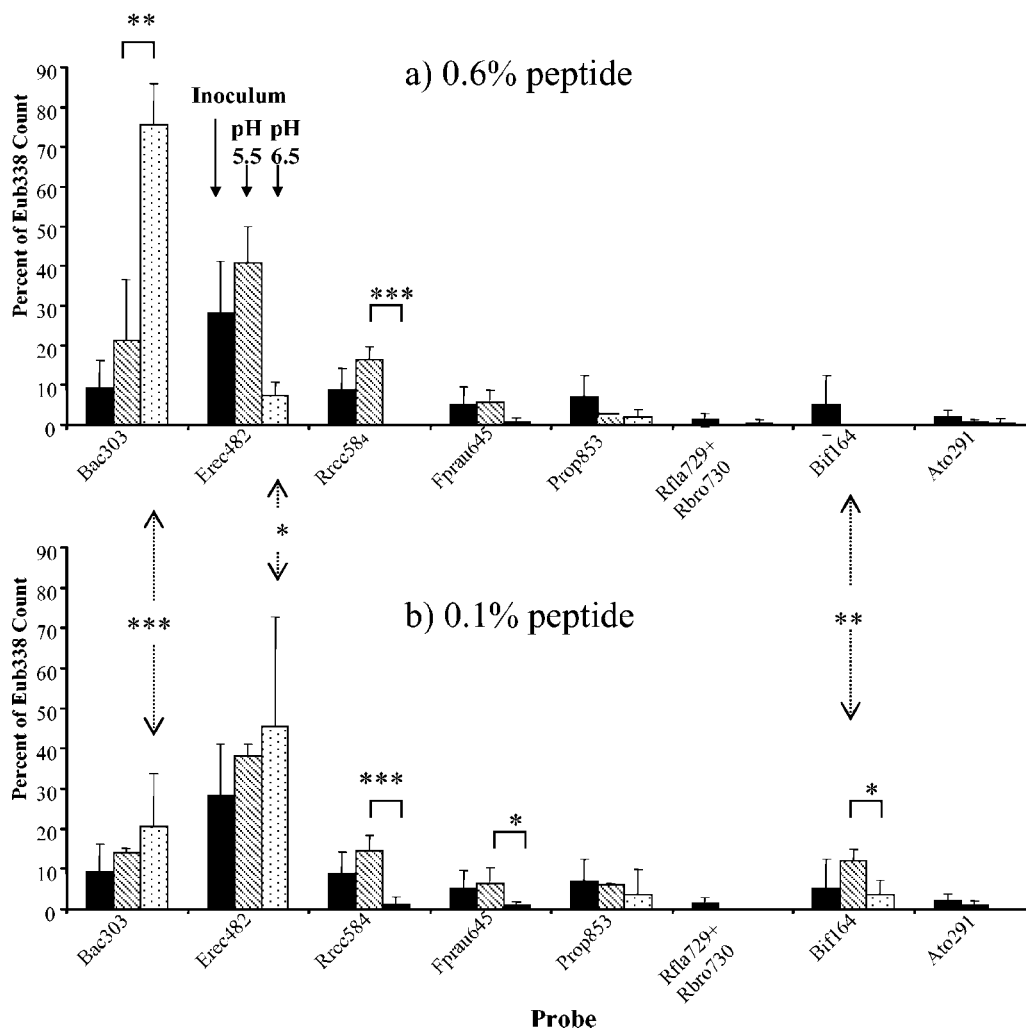 **
a) 0.6% peptide
Inoculum
pH 5.5
pH 6.5
***
Percent of Eub338 Count
90
80
70
60
50
40
30
20
10
0
Bac303
Erec482
Rrec584
Fprau645
Prop853
Rfla729+
Rbro730
Bif164
Ato291
***
*
**
b) 0.1% peptide
***
*
*
Percent of Eub338 Count
90
80
70
60
50
40
30
20
10
0
Bac303
Erec482
Rrec584
Fprau645
Prop853
Rfla729+
Rbro730
Bif164
Ato291
Probe